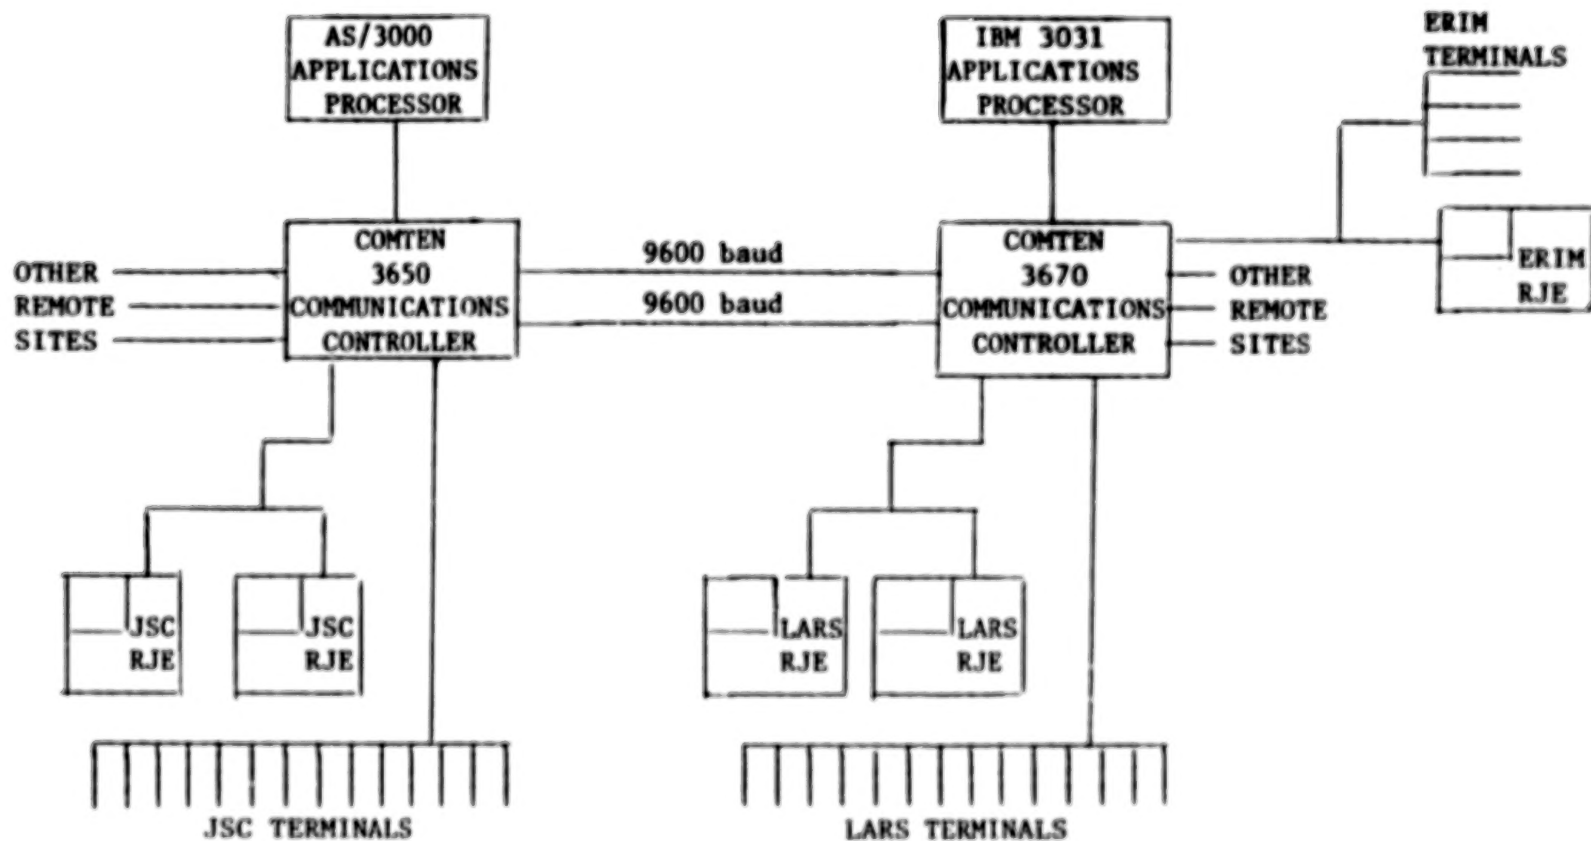 AS/3000
APPLICATIONS
PROCESSOR
IBM 3031
APPLICATIONS
PROCESSOR
ERIM
TERMINALS
COMTEN
3650
COMMUNICATIONS
CONTROLLER
OTHER
REMOTE
SITES
9600 baud
9600 baud
COMTEN
3670
COMMUNICATIONS
CONTROLLER
OTHER
REMOTE
SITES
ERIM
RJE
JSC
RJE
JSC
RJE
LARS
RJE
LARS
RJE
JSC TERMINALS
LARS TERMINALS